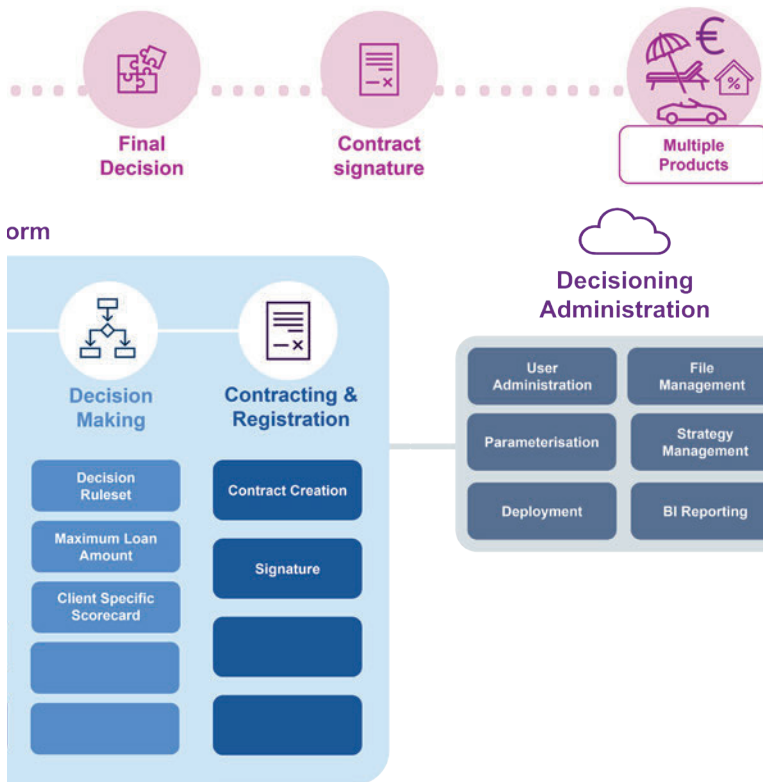 €
%
Final
Decision
Contract
signature
Multiple
Products
orm
Decisioning
Administration
Decision
Making
Contracting &
Registration
User
Administration
File
Management
Parameterisation
Strategy
Management
Deployment
BI Reporting
Decision
Ruleset
Maximum Loan
Amount
Client Specific
Scorecard
Contract Creation
Signature